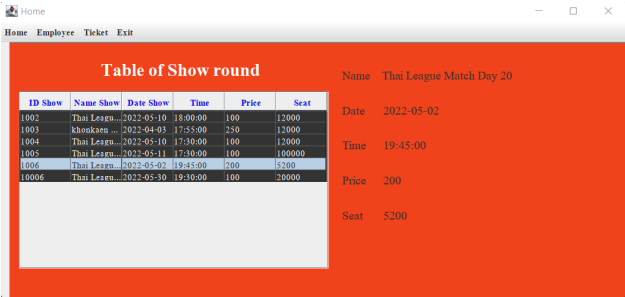 Home
Home Employee Ticket Exit
Table of Show round
ID Show Name Show Date Show Time Price Seat
1002 Thai Leagu... 2022-05-10 18:00:00 100 12000
1003 khonkaen ... 2022-04-03 17:55:00 250 12000
1004 Thai Leagu... 2022-05-10 17:30:00 100 12000
1005 Thai Leagu... 2022-05-11 17:30:00 100 100000
1006 Thai Leagu... 2022-05-02 19:45:00 200 5200
10006 Thai Leagu... 2022-05-30 19:30:00 100 20000
Name Thai League Match Day 20
Date 2022-05-02
Time 19:45:00
Price 200
Seat 5200